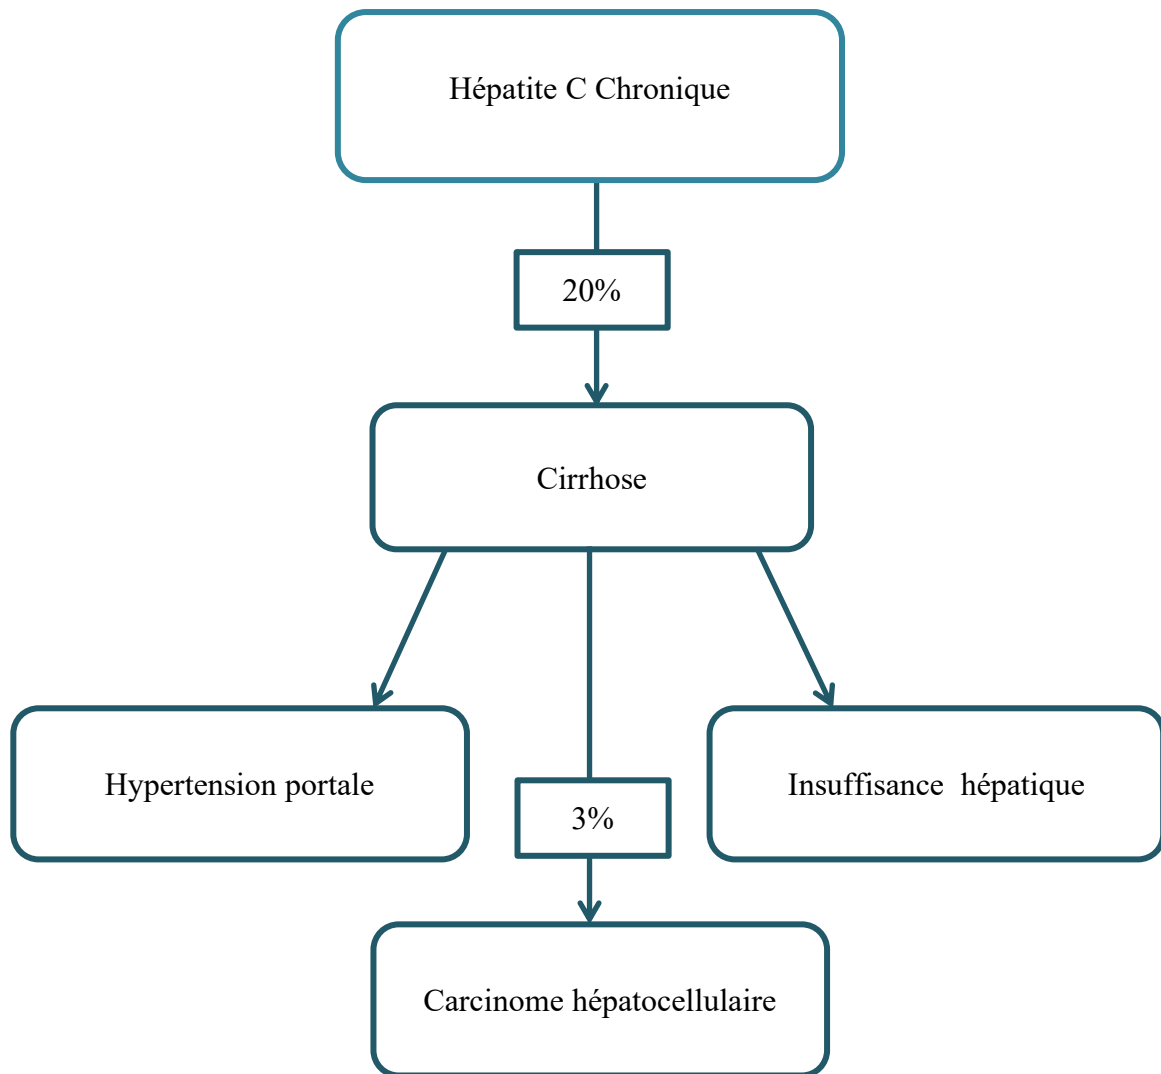 Hépatite C Chronique
20%
Cirrhose
Hypertension portale
Insuffisance hépatique
3%
Carcinome hépatocellulaire